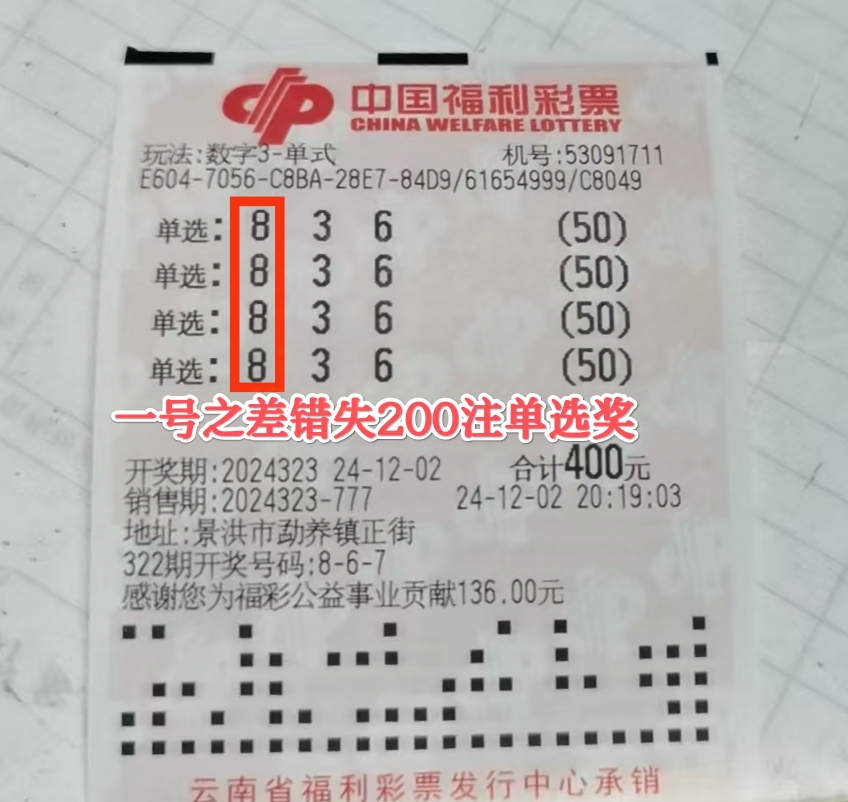 中国福利彩票
CHINA WELFARE LOTTERY
玩法:数字3-单式 机号:53091711
E604-7056-C8BA-28E7-84D9/61654999/C8049
单选: 8 3 6 (50)
单选: 8 3 6 (50)
单选: 8 3 6 (50)
单选: 8 3 6 (50)
一号之差错失200注单选奖
开奖期:2024323 24-12-02 合计400元
销售期:2024323-777 24-12-02 20:19:03
地址:景洪市勐养镇正街
322期开奖号码:8-6-7
感谢您为福彩公益事业贡献136.00元
云南省福利彩票发行中心承销